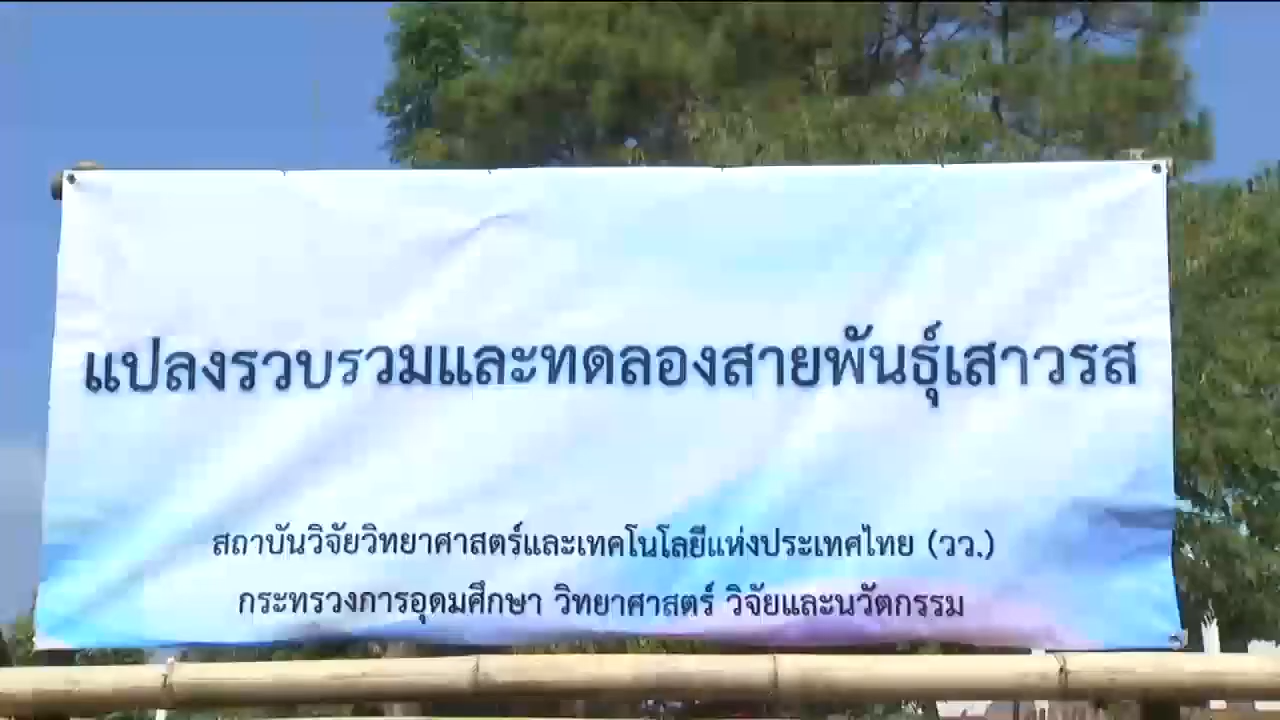 แปลงรวบรวมและทดลองสายพันธุ์เสาวรส
สถาบันวิจัยวิทยาศาสตร์และเทคโนโลยีแห่งประเทศไทย (วว.)
กระทรวงการอุดมศึกษา วิทยาศาสตร์ วิจัยและนวัตกรรม